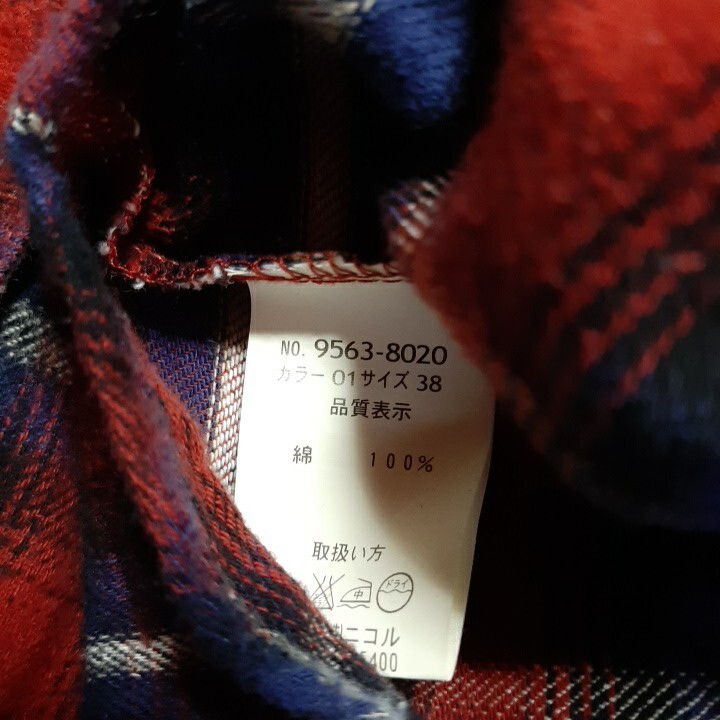 NO. 9563-8020
カラー 01サイズ 38
品質表示
綿 100%
取扱い方
中 ドライ
ニコル
5400